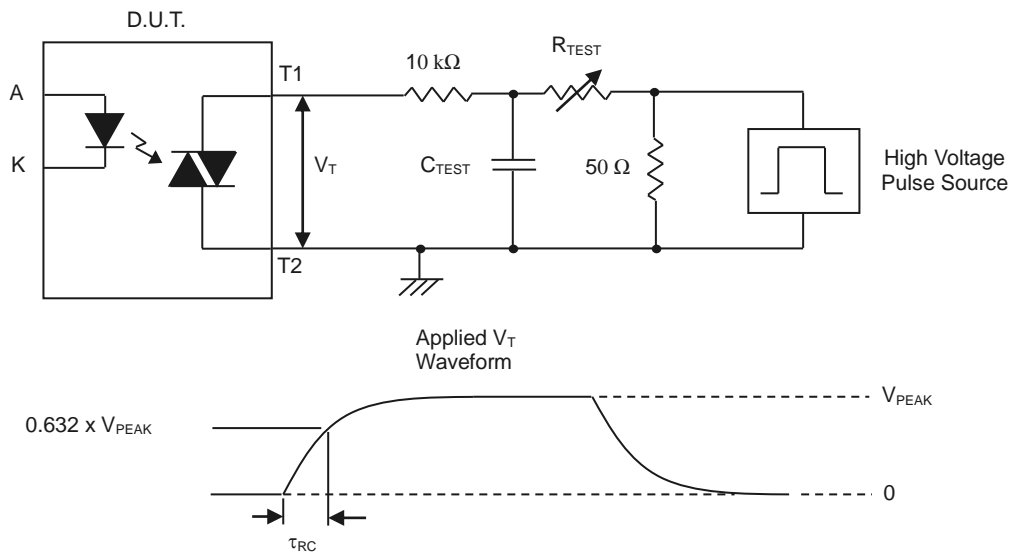 D.U.T.
A
K
T1
T2
V_T
10 kΩ
R_TEST
C_TEST
50 Ω
High Voltage
Pulse Source
Applied V_T
Waveform
0.632 x V_PEAK
V_PEAK
0
τ_RC